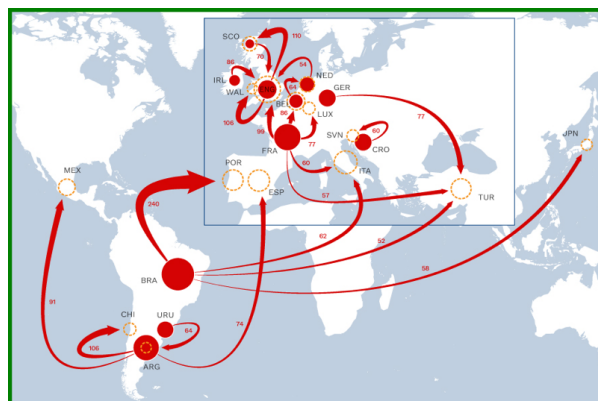 SCO
110
70
54
IRL
86
NED
WAL
ENG
64
GER
BEL
106
86
LUX
77
JPN
99
SVN
60
FRA
77
CRO
MEX
POR
60
ITA
ESP
57
TUR
240
62
52
BRA
58
91
CHI
URU
74
64
106
ARG